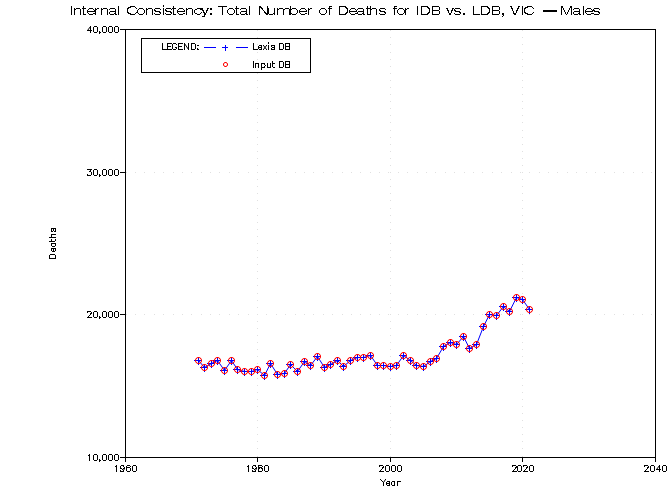 Internal Consistency: Total Number of Deaths for IDB vs. LDB, VIC — Males
40,000
LEGEND: Lexis DB
Input DB
30,000
Deaths
20,000
10,000
1960 1980 2000 2020 2040
Year